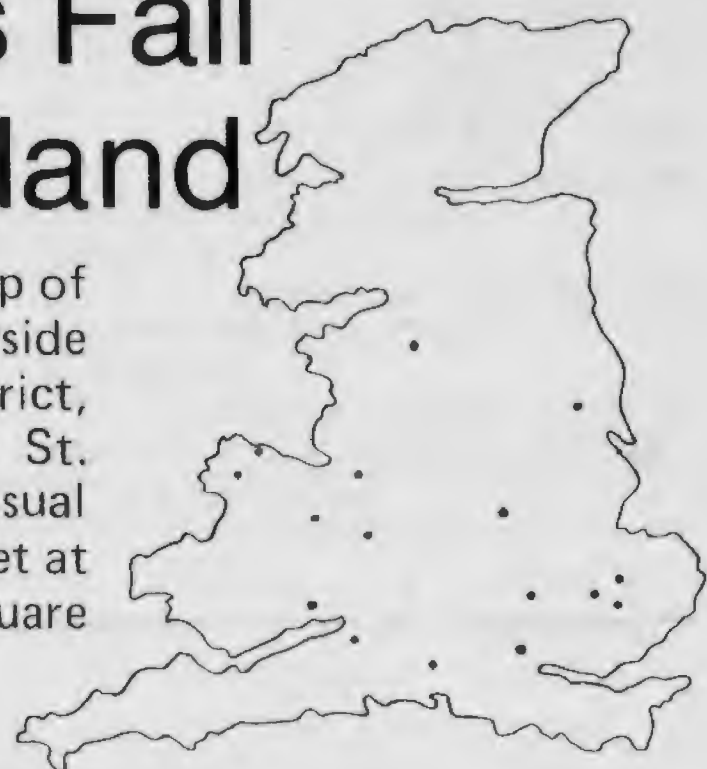 s Fall
land
p of
side
rict,
St.
sual
et at
uare